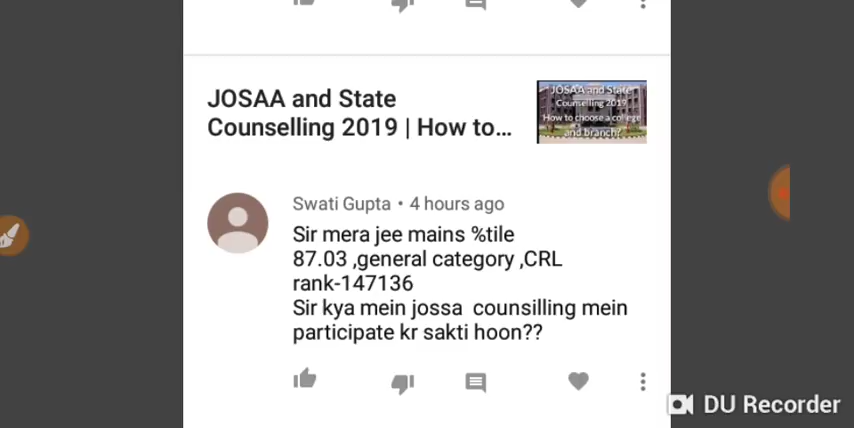 JOSAA and State
Counselling 2019 | How to...
JOSAA and State
Counselling 2019
How to choose a college
and branch?
Swati Gupta • 4 hours ago
Sir mera jee mains %tile
87.03 ,general category ,CRL
rank-147136
Sir kya mein jossa counsilling mein
participate kr sakti hoon??
DU Recorder